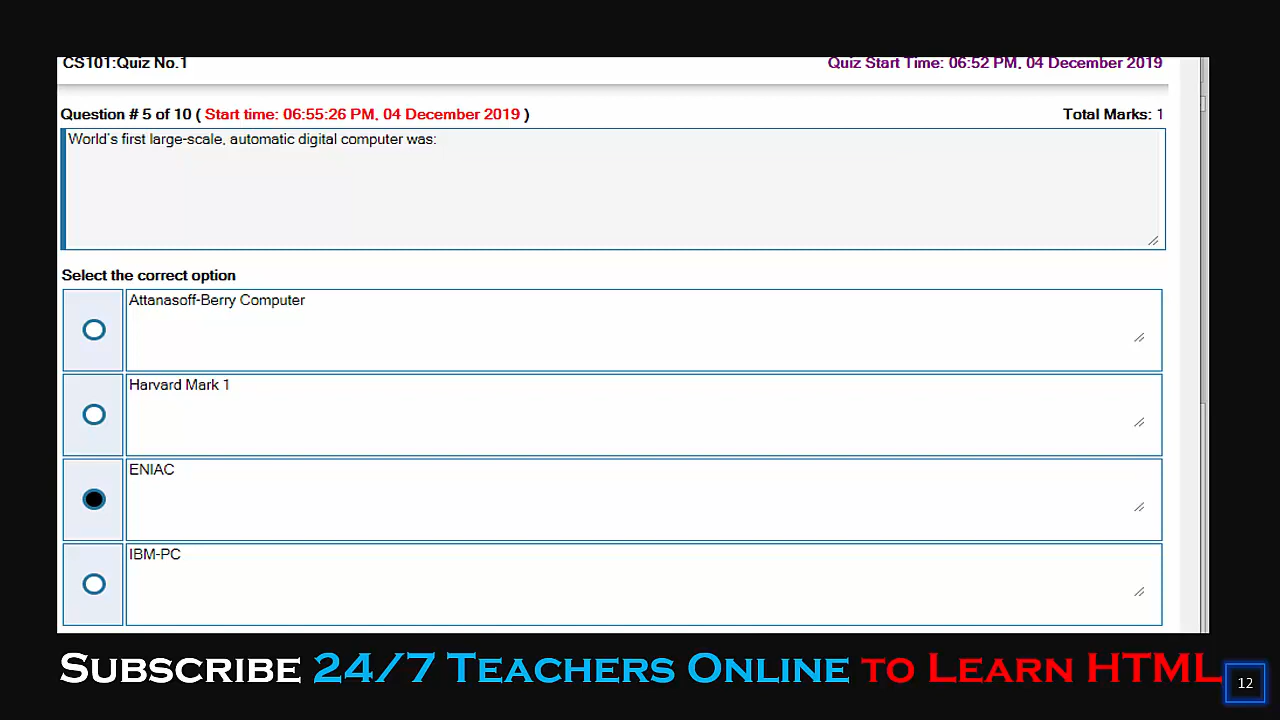 CS101:Quiz No.1 Quiz Start Time: 06:52 PM, 04 December 2019
Question # 5 of 10 ( Start time: 06:55:26 PM, 04 December 2019 ) Total Marks: 1
World's first large-scale, automatic digital computer was:
Select the correct option
Attanasoff-Berry Computer
Harvard Mark 1
ENIAC
IBM-PC
Subscribe 24/7 Teachers Online to Learn HTML
12